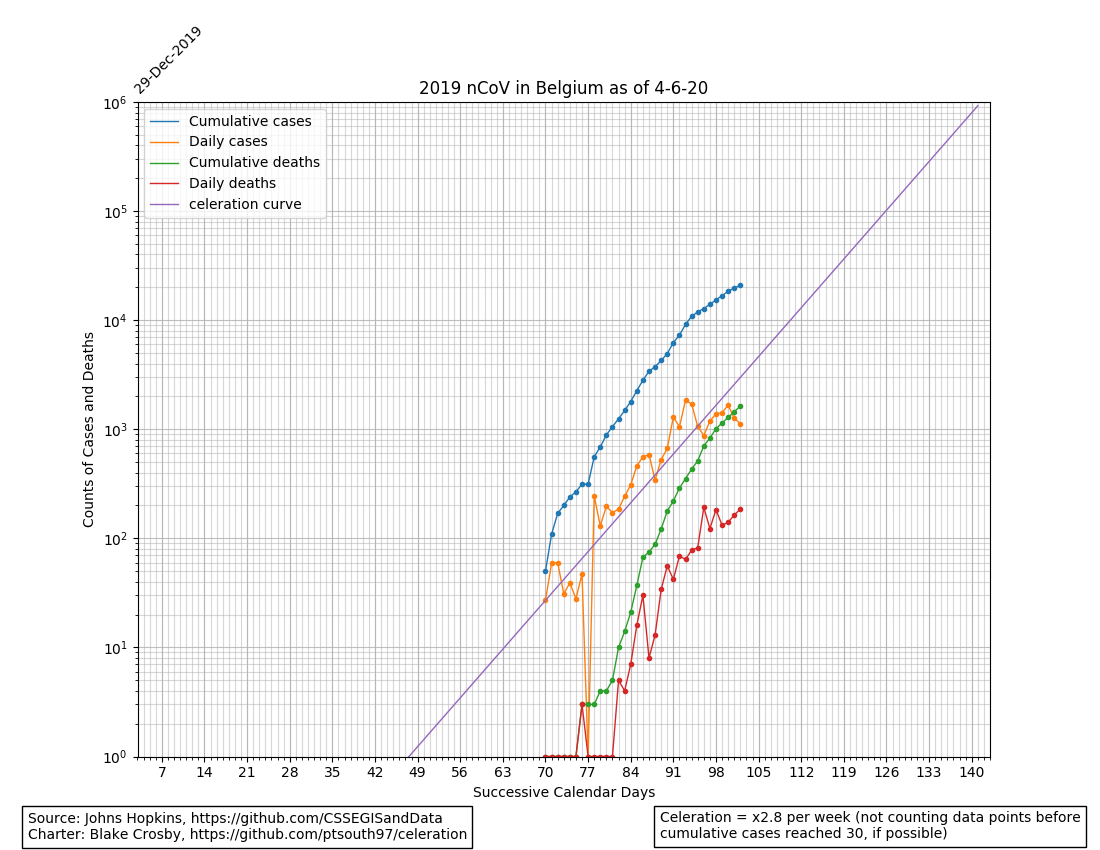 29-Dec-2019
2019 nCoV in Belgium as of 4-6-20
Cumulative cases
Daily cases
Cumulative deaths
Daily deaths
celeration curve
Counts of Cases and Deaths
10^6
10^5
10^4
10^3
10^2
10^1
10^0
7 14 21 28 35 42 49 56 63 70 77 84 91 98 105 112 119 126 133 140
Successive Calendar Days
Source: Johns Hopkins, https://github.com/CSSEGISandData
Charter: Blake Crosby, https://github.com/ptsouth97/celeration
Celeration = x2.8 per week (not counting data points before
cumulative cases reached 30, if possible)